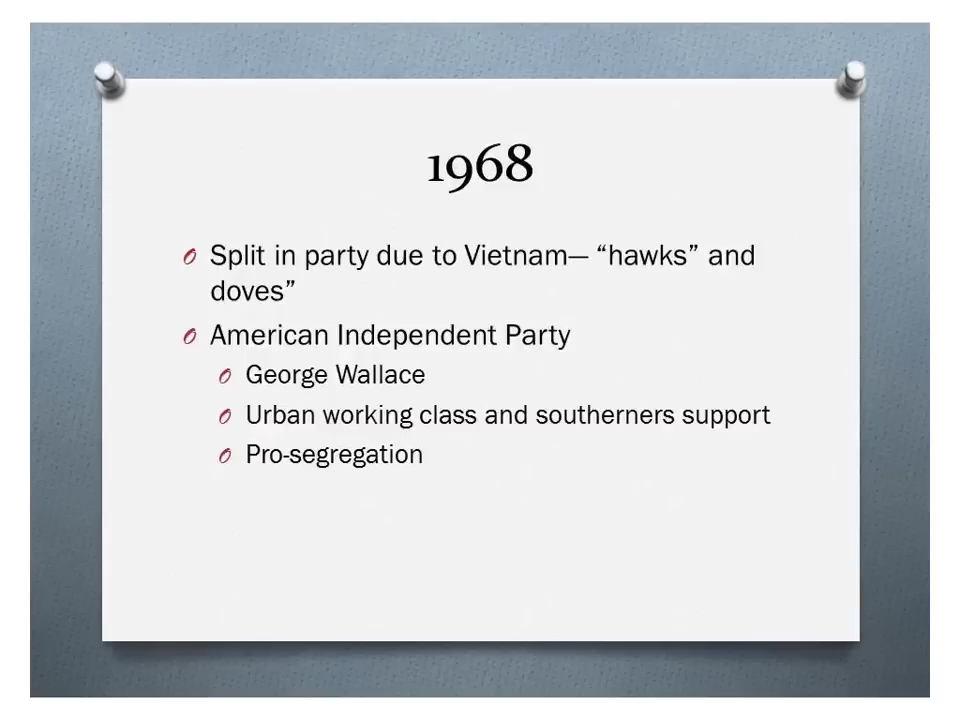 1968
Split in party due to Vietnam— “hawks” and
doves”
American Independent Party
George Wallace
Urban working class and southerners support
Pro-segregation